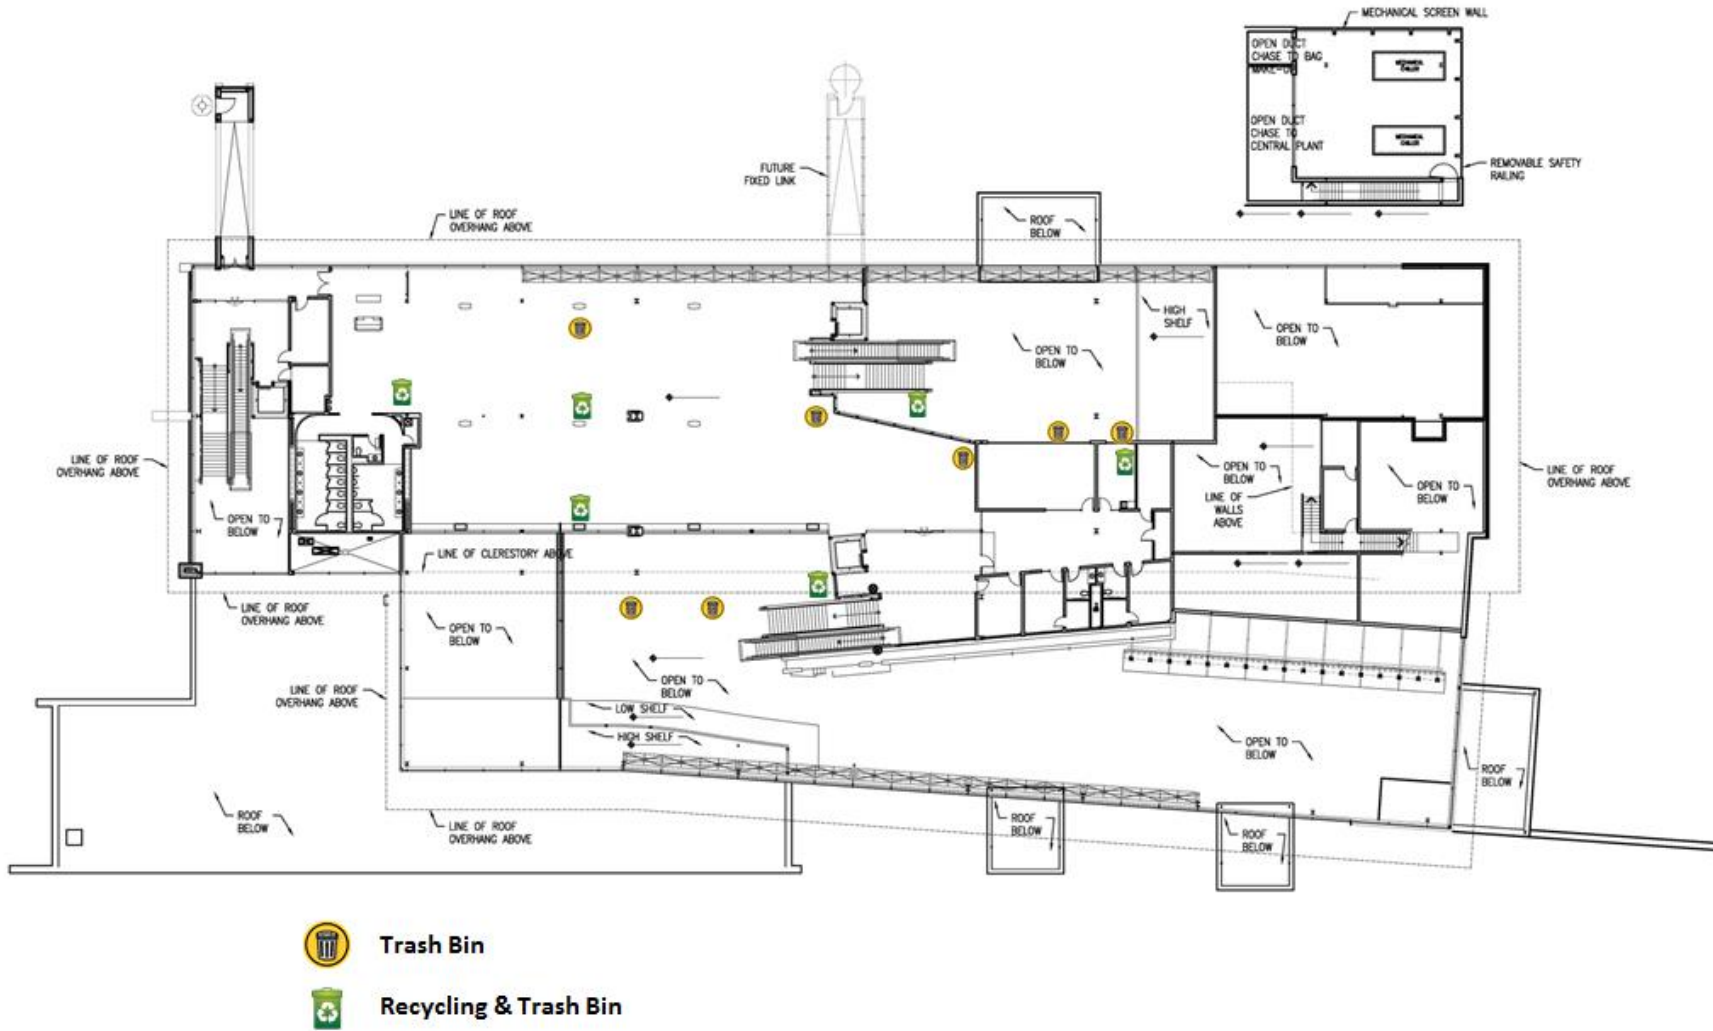 MECHANICAL SCREEN WALL
OPEN DUCT
CHASE TO BAG
MAKE-UP
MECHANICAL
CHILLER
OPEN DUCT
CHASE TO
CENTRAL PLANT
MECHANICAL
CHILLER
REMOVABLE SAFETY
RAILING
FUTURE
FIXED LINK
LINE OF ROOF
OVERHANG ABOVE
ROOF
BELOW
HIGH
SHELF
OPEN TO
BELOW
OPEN TO
BELOW
LINE OF ROOF
OVERHANG ABOVE
OPEN TO
BELOW
LINE OF
WALLS
ABOVE
OPEN TO
BELOW
LINE OF ROOF
OVERHANG ABOVE
OPEN TO
BELOW
LINE OF CLERESTORY ABOVE
LINE OF ROOF
OVERHANG ABOVE
OPEN TO
BELOW
LINE OF ROOF
OVERHANG ABOVE
OPEN TO
BELOW
LOW SHELF
HIGH SHELF
OPEN TO
BELOW
ROOF
BELOW
ROOF
BELOW
LINE OF ROOF
OVERHANG ABOVE
ROOF
BELOW
ROOF
BELOW
Trash Bin
Recycling & Trash Bin